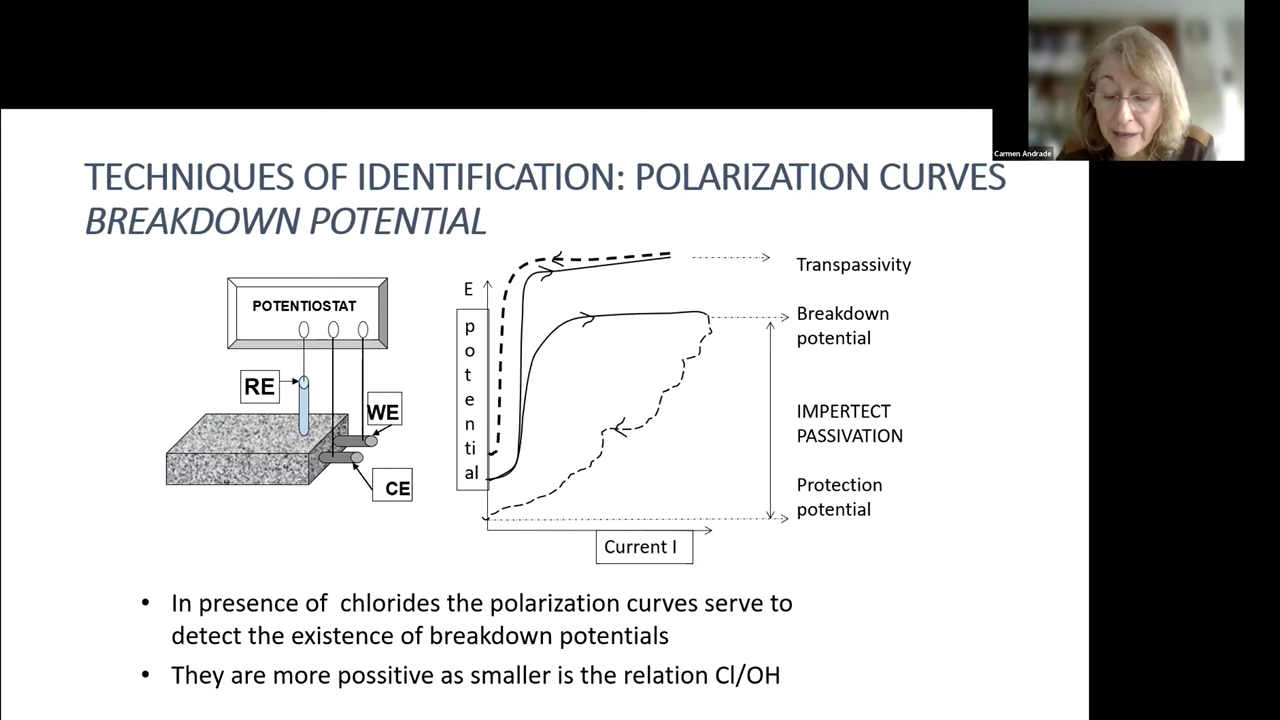 Carmen Andrade
TECHNIQUES OF IDENTIFICATION: POLARIZATION CURVES
BREAKDOWN POTENTIAL
POTENTIOSTAT
RE
WE
CE
E
p
o
t
e
n
ti
al
Current I
Transpassivity
Breakdown
potential
IMPERTECT
PASSIVATION
Protection
potential
• In presence of chlorides the polarization curves serve to
detect the existence of breakdown potentials
• They are more possitive as smaller is the relation Cl/OH